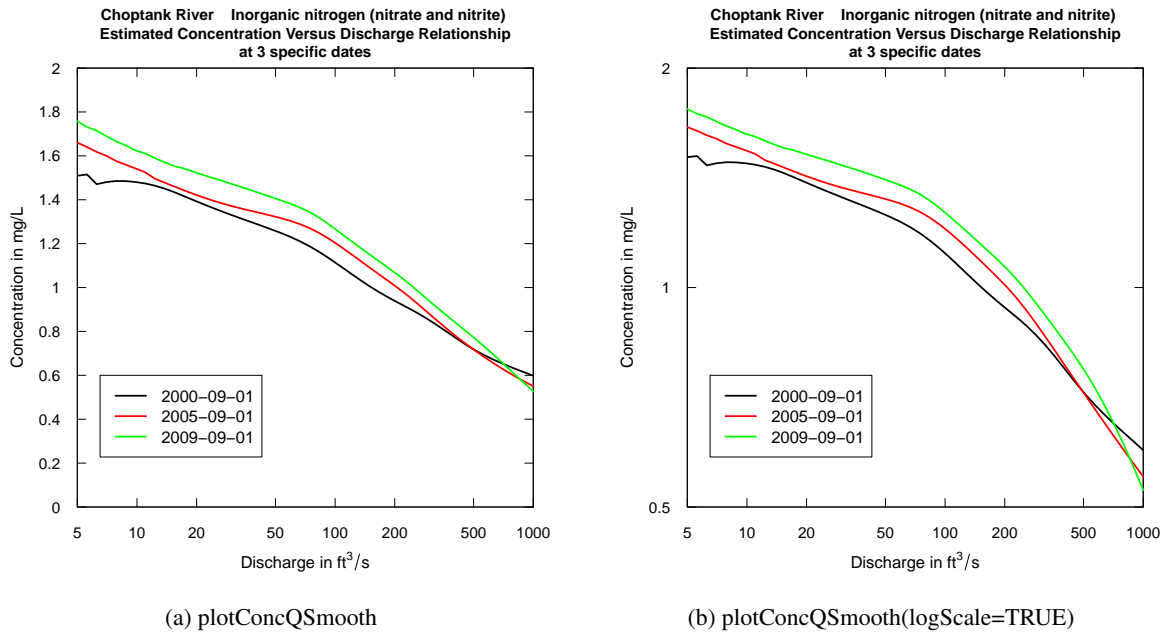 Choptank River Inorganic nitrogen (nitrate and nitrite)
Estimated Concentration Versus Discharge Relationship
at 3 specific dates
2
1.8
1.6
1.4
1.2
1
0.8
0.6
0.4
0.2
0
Concentration in mg/L
2000−09−01
2005−09−01
2009−09−01
5 10 20 50 100 200 500 1000
Discharge in ft³/s
(a) plotConcQSmooth
Choptank River Inorganic nitrogen (nitrate and nitrite)
Estimated Concentration Versus Discharge Relationship
at 3 specific dates
2
1
0.5
Concentration in mg/L
2000−09−01
2005−09−01
2009−09−01
5 10 20 50 100 200 500 1000
Discharge in ft³/s
(b) plotConcQSmooth(logScale=TRUE)